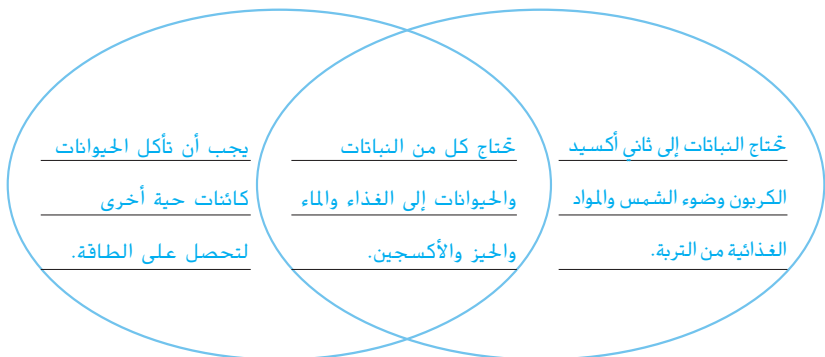 تحتاج النباتات إلى ثاني أكسيد
الكربون وضوء الشمس والمواد
الغذائية من التربة.
تحتاج كل من النباتات
والحيوانات إلى الغذاء والماء
والحيز والأكسجين.
يجب أن تأكل الحيوانات
كائنات حية أخرى
لتحصل على الطاقة.